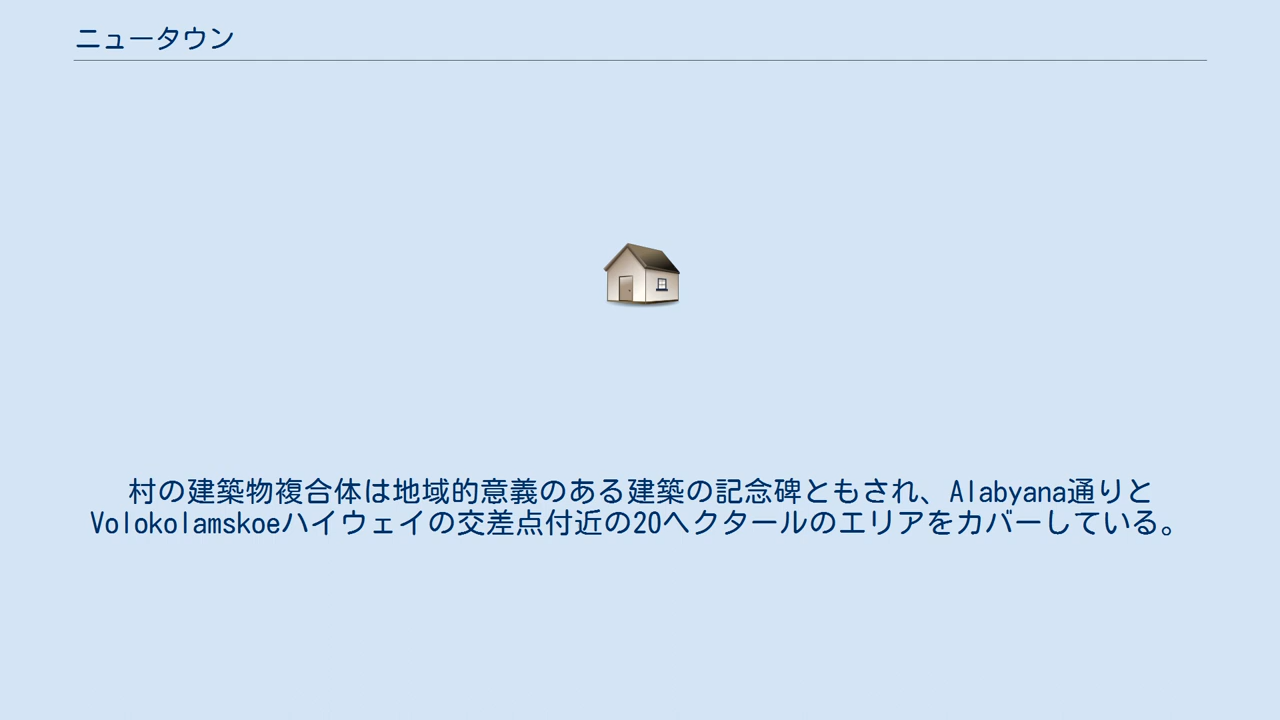 ニュータウン
村の建築物複合体は地域的意義のある建築の記念碑ともされ、Alabyana通りと
Volokolamskoeハイウェイの交差点付近の20ヘクタールのエリアをカバーしている。